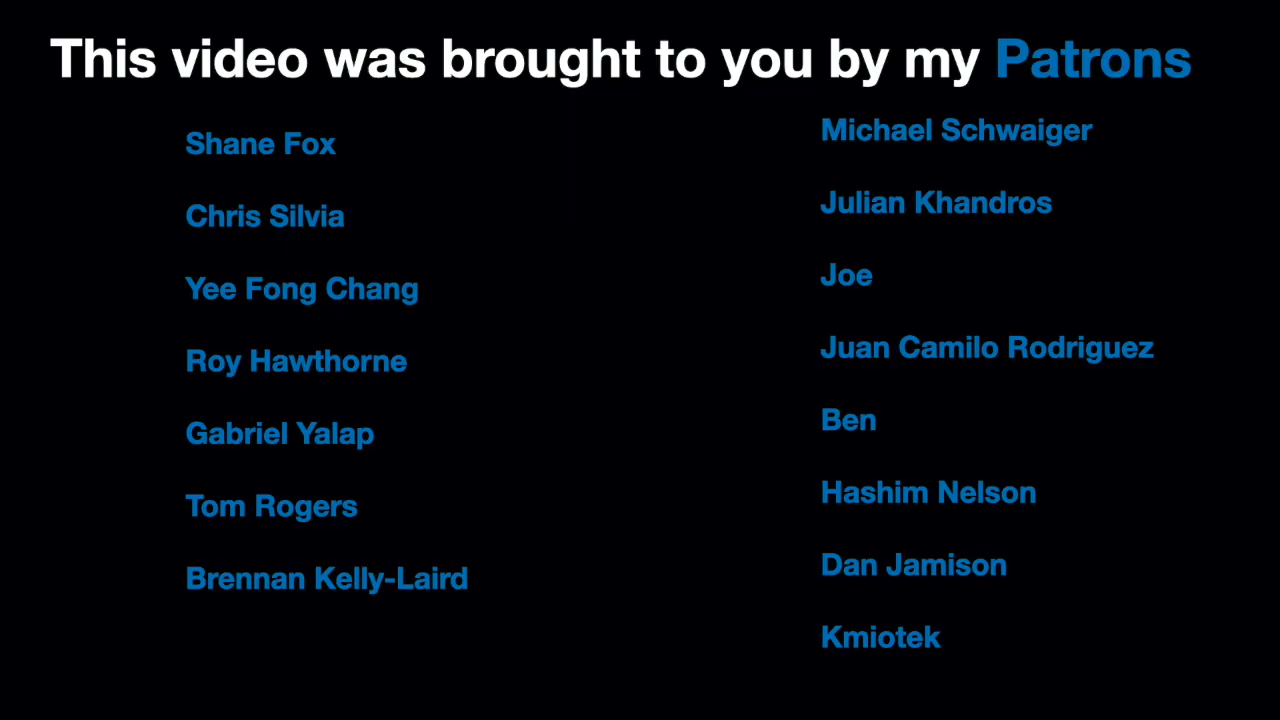 This video was brought to you by my Patrons
Shane Fox
Chris Silvia
Yee Fong Chang
Roy Hawthorne
Gabriel Yalap
Tom Rogers
Brennan Kelly-Laird
Michael Schwaiger
Julian Khandros
Joe
Juan Camilo Rodriguez
Ben
Hashim Nelson
Dan Jamison
Kmiotek